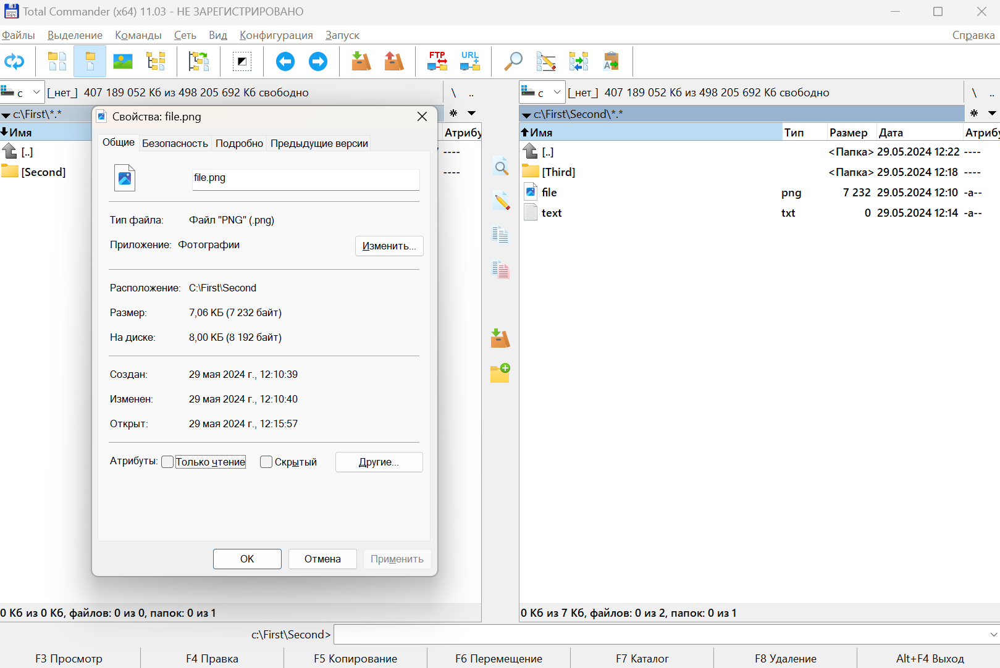 Total Commander (x64) 11.03 - НЕ ЗАРЕГИСТРИРОВАНО
Файлы Выделение Команды Сеть Вид Конфигурация Запуск Справка
FTP URL
A
c [_нет_] 407 189 052 Кб из 498 205 692 Кб свободно \ ..
c [_нет_] 407 189 052 Кб из 498 205 692 Кб свободно \ ..
c:\First\*.* *
c:\First\Second\*.* *
Имя Атрибу
[..] ----
[Second] ----
Имя Тип Размер Дата Атрибу
[..] <Папка> 29.05.2024 12:22 ----
[Third] <Папка> 29.05.2024 12:18 ----
file png 7 232 29.05.2024 12:10 -a--
text txt 0 29.05.2024 12:14 -a--
Свойства: file.png
Общие Безопасность Подробно Предыдущие версии
file.png
Тип файла: Файл "PNG" (.png)
Приложение: Фотографии Изменить...
Расположение: C:\First\Second
Размер: 7,06 КБ (7 232 байт)
На диске: 8,00 КБ (8 192 байт)
Создан: 29 мая 2024 г., 12:10:39
Изменен: 29 мая 2024 г., 12:10:40
Открыт: 29 мая 2024 г., 12:15:57
Атрибуты: Только чтение Скрытый Другие...
OK Отмена Применить
0 Кб из 0 Кб, файлов: 0 из 0, папок: 0 из 1
0 Кб из 7 Кб, файлов: 0 из 2, папок: 0 из 1
c:\First\Second>
F3 Просмотр F4 Правка F5 Копирование F6 Перемещение F7 Каталог F8 Удаление Alt+F4 Выход